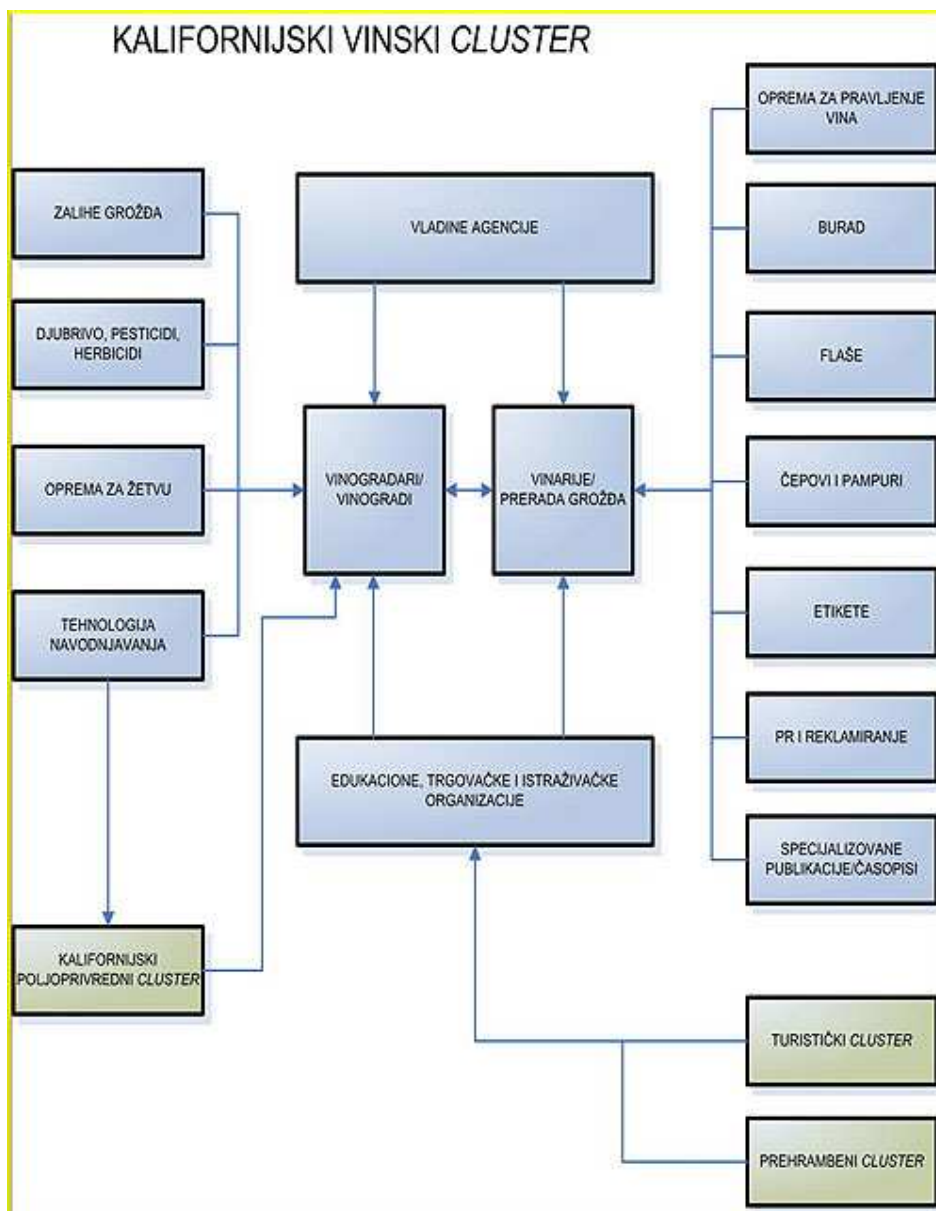 KALIFORNIJSKI VINSKI CLUSTER
ZALIHE GROŽĐA
DJUBRIVO, PESTICIDI,
HERBICIDI
OPREMA ZA ŽETVU
TEHNOLOGIJA
NAVODNJAVANJA
KALIFORNIJSKI
POLJOPRIVREDNI CLUSTER
VLADINE AGENCIJE
VINOGRADARI/
VINOGRADI
VINARIJE/
PRERADA GROŽĐA
EDUKACIONE, TRGOVAČKE I ISTRAŽIVAČKE
ORGANIZACIJE
OPREMA ZA PRAVLJENJE
VINA
BURAD
FLAŠE
ČEPOVI I PAMPURI
ETIKETE
PR I REKLAMIRANJE
SPECIJALIZOVANE
PUBLIKACIJE/ČASOPISI
TURISTIČKI CLUSTER
PREHRAMBENI CLUSTER